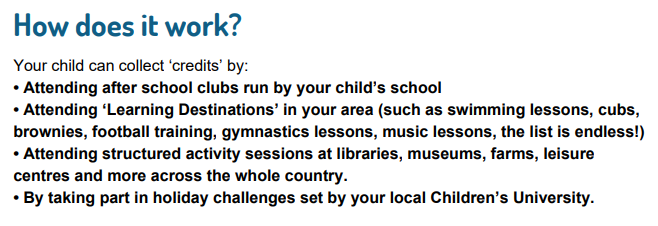 How does it work?
Your child can collect ‘credits’ by:
• Attending after school clubs run by your child’s school
• Attending ‘Learning Destinations’ in your area (such as swimming lessons, cubs,
brownies, football training, gymnastics lessons, music lessons, the list is endless!)
• Attending structured activity sessions at libraries, museums, farms, leisure
centres and more across the whole country.
• By taking part in holiday challenges set by your local Children’s University.